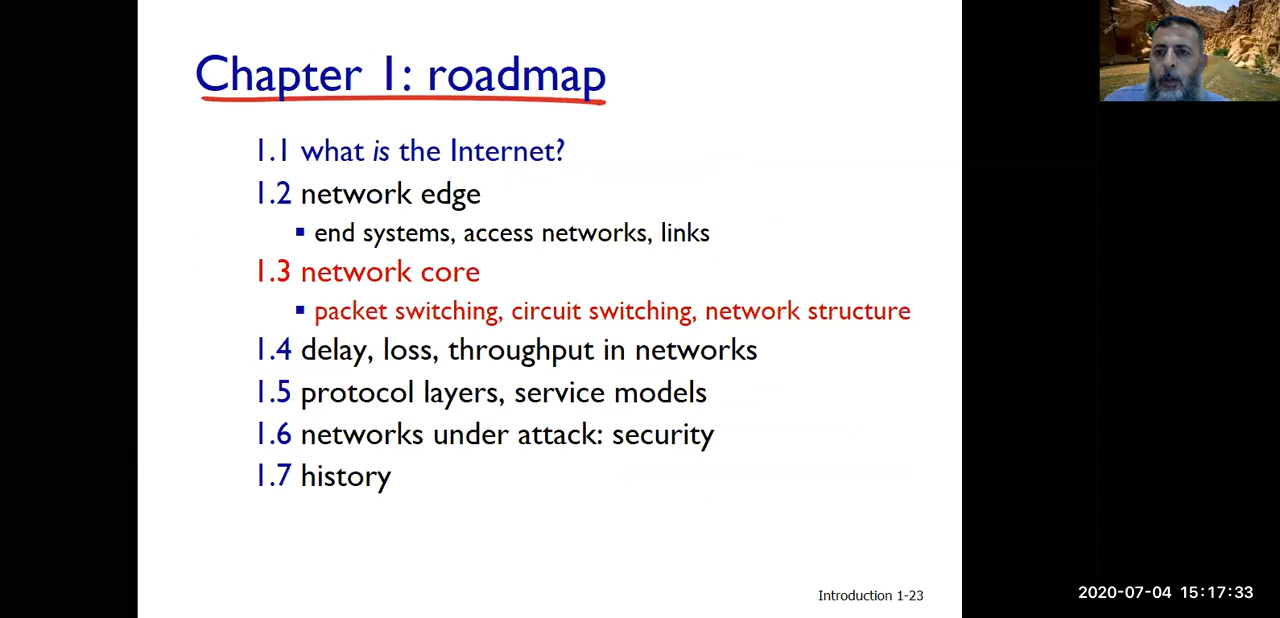 Chapter 1: roadmap
1.1 what is the Internet?
1.2 network edge
▪ end systems, access networks, links
1.3 network core
▪ packet switching, circuit switching, network structure
1.4 delay, loss, throughput in networks
1.5 protocol layers, service models
1.6 networks under attack: security
1.7 history
Introduction 1-23
2020-07-04 15:17:33